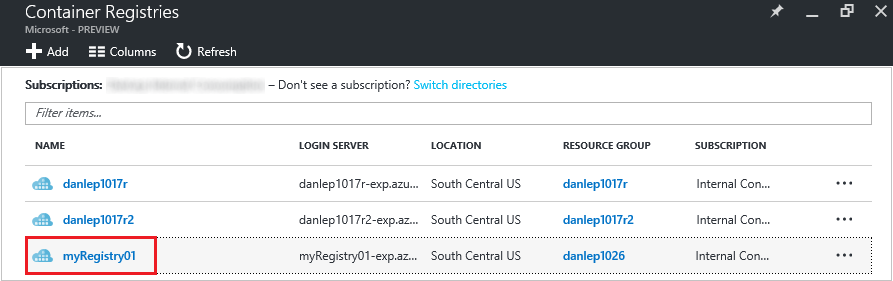 Container Registries
Microsoft - PREVIEW
Add Columns Refresh
Subscriptions: – Don't see a subscription? Switch directories
Filter items...
NAME LOGIN SERVER LOCATION RESOURCE GROUP SUBSCRIPTION
danlep1017r danlep1017r-exp.azu... South Central US danlep1017r Internal Con... ...
danlep1017r2 danlep1017r2-exp.az... South Central US danlep1017r2 Internal Con... ...
myRegistry01 myRegistry01-exp.az... South Central US danlep1026 Internal Con... ...